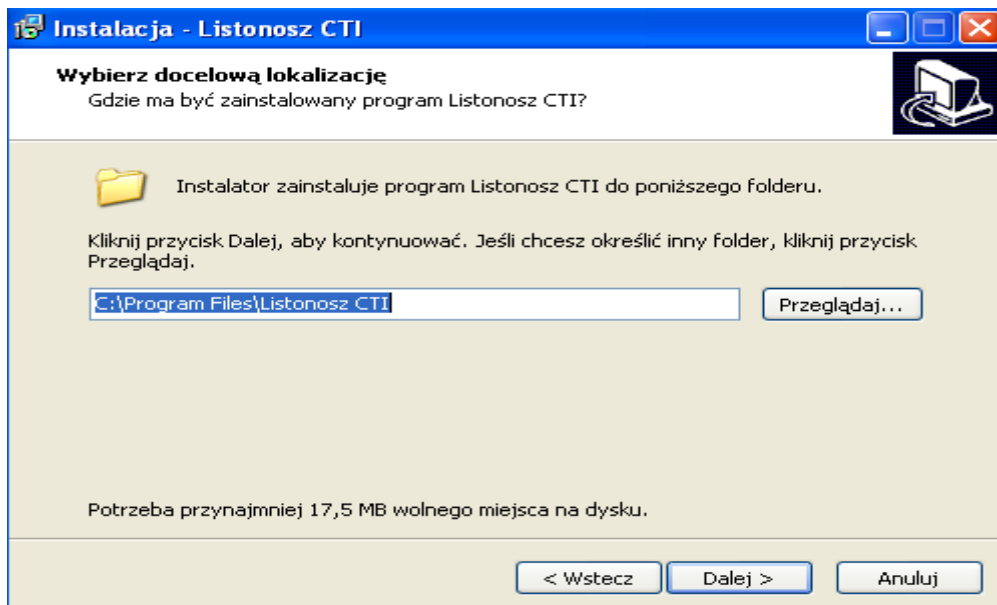 Instalacja - Listonosz CTI
Wybierz docelową lokalizację
Gdzie ma być zainstalowany program Listonosz CTI?
Instalator zainstaluje program Listonosz CTI do poniższego folderu.
Kliknij przycisk Dalej, aby kontynuować. Jeśli chcesz określić inny folder, kliknij przycisk
Przeglądaj.
C:\Program Files\Listonosz CTI
Przeglądaj...
Potrzeba przynajmniej 17,5 MB wolnego miejsca na dysku.
< Wstecz
Dalej >
Anuluj